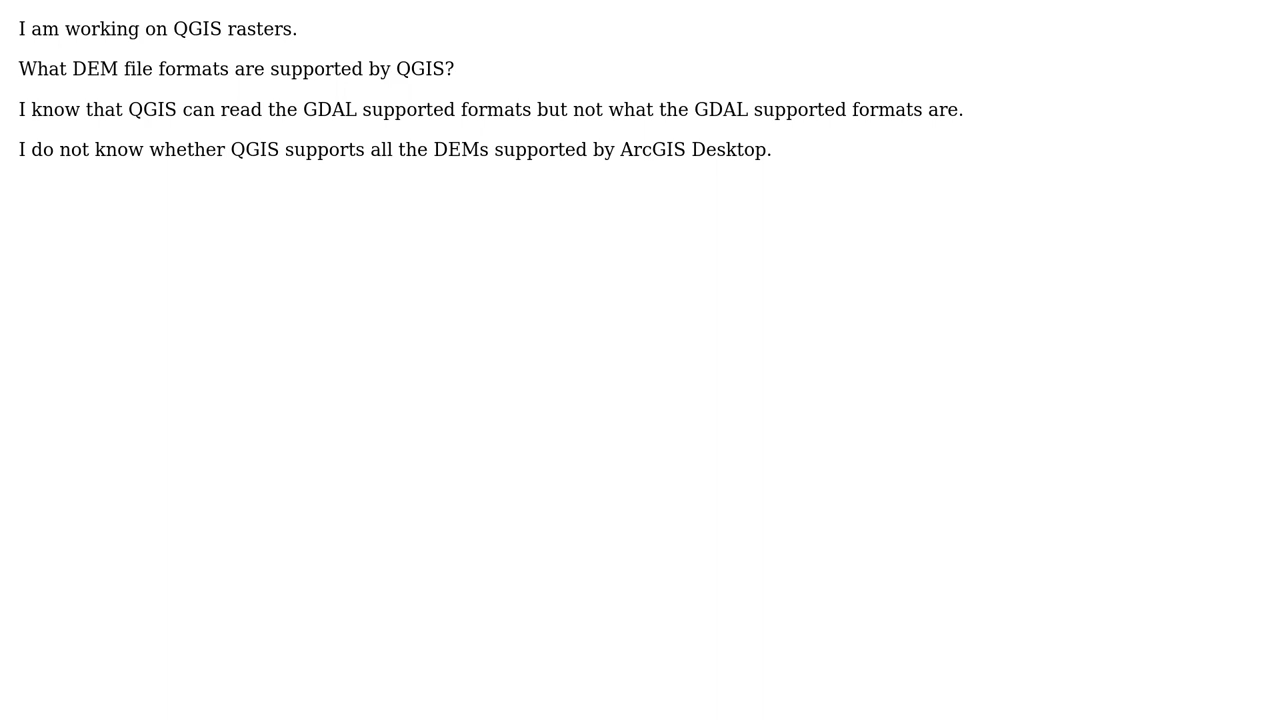 I am working on QGIS rasters.
What DEM file formats are supported by QGIS?
I know that QGIS can read the GDAL supported formats but not what the GDAL supported formats are.
I do not know whether QGIS supports all the DEMs supported by ArcGIS Desktop.